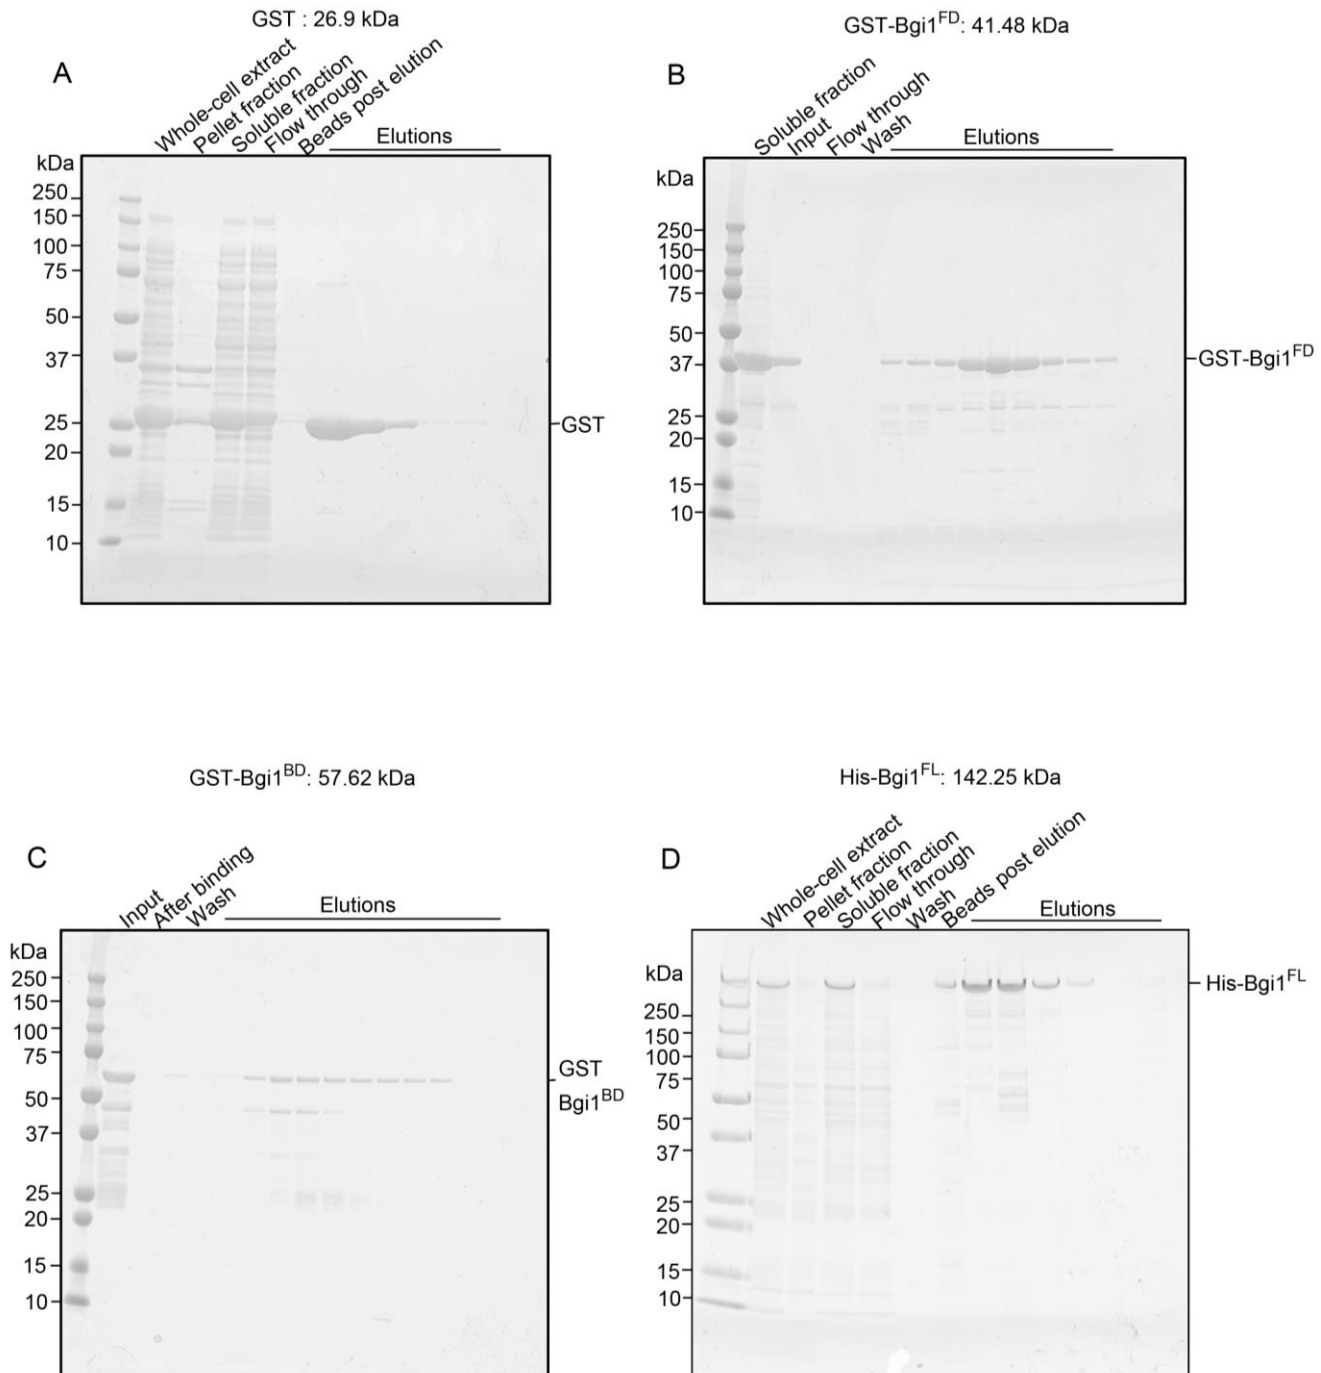 GST : 26.9 kDa
A
Whole-cell extract
Pellet fraction
Soluble fraction
Flow through
Beads post elution
Elutions
kDa
250
150
100
75
50
37
25
20
15
10
GST
GST-Bgi1FD: 41.48 kDa
B
Soluble fraction
Input
Flow through
Wash
Elutions
kDa
250
150
100
75
50
37
25
20
15
10
GST-Bgi1FD
GST-Bgi1BD: 57.62 kDa
C
Input
After binding
Wash
Elutions
kDa
250
150
100
75
50
37
25
20
15
10
GST
Bgi1BD
His-Bgi1FL: 142.25 kDa
D
Whole-cell extract
Pellet fraction
Soluble fraction
Flow through
Wash
Beads post elution
Elutions
kDa
250
150
100
75
50
37
25
20
15
10
His-Bgi1FL